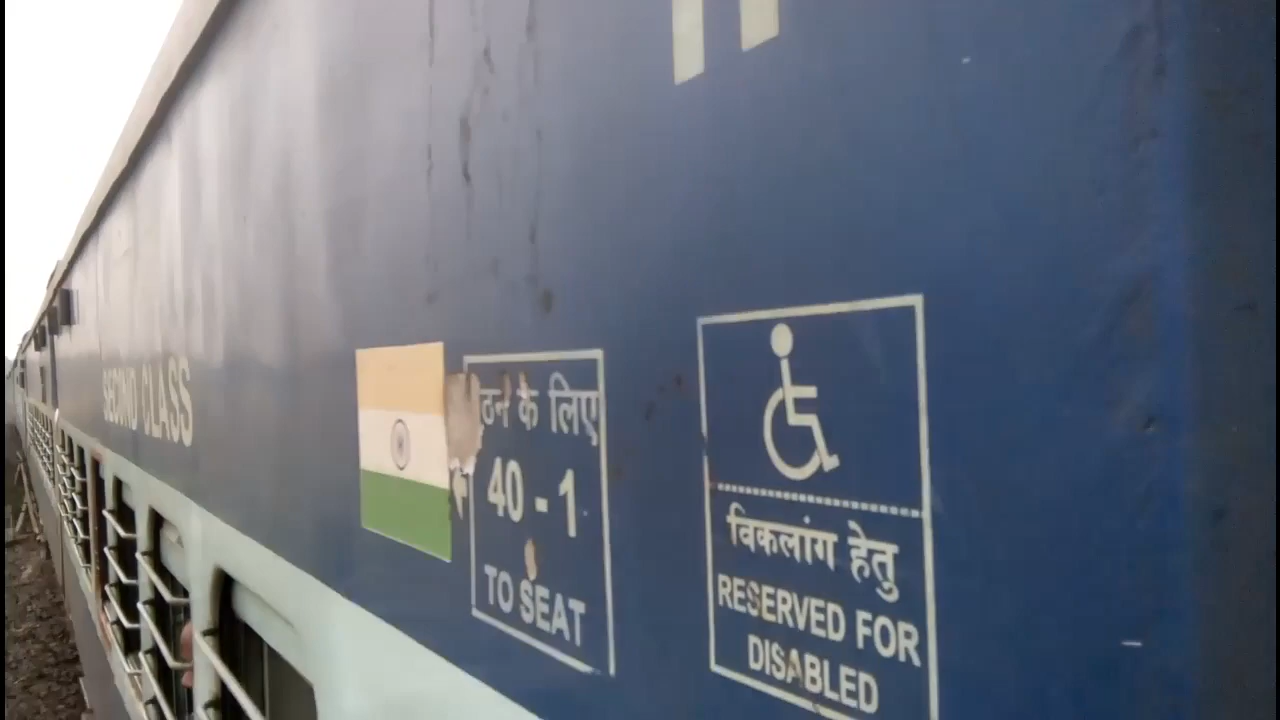 SECOND CLASS
के लिए
40 - 1
TO SEAT
विकलांग हेतु
RESERVED FOR
DISABLED